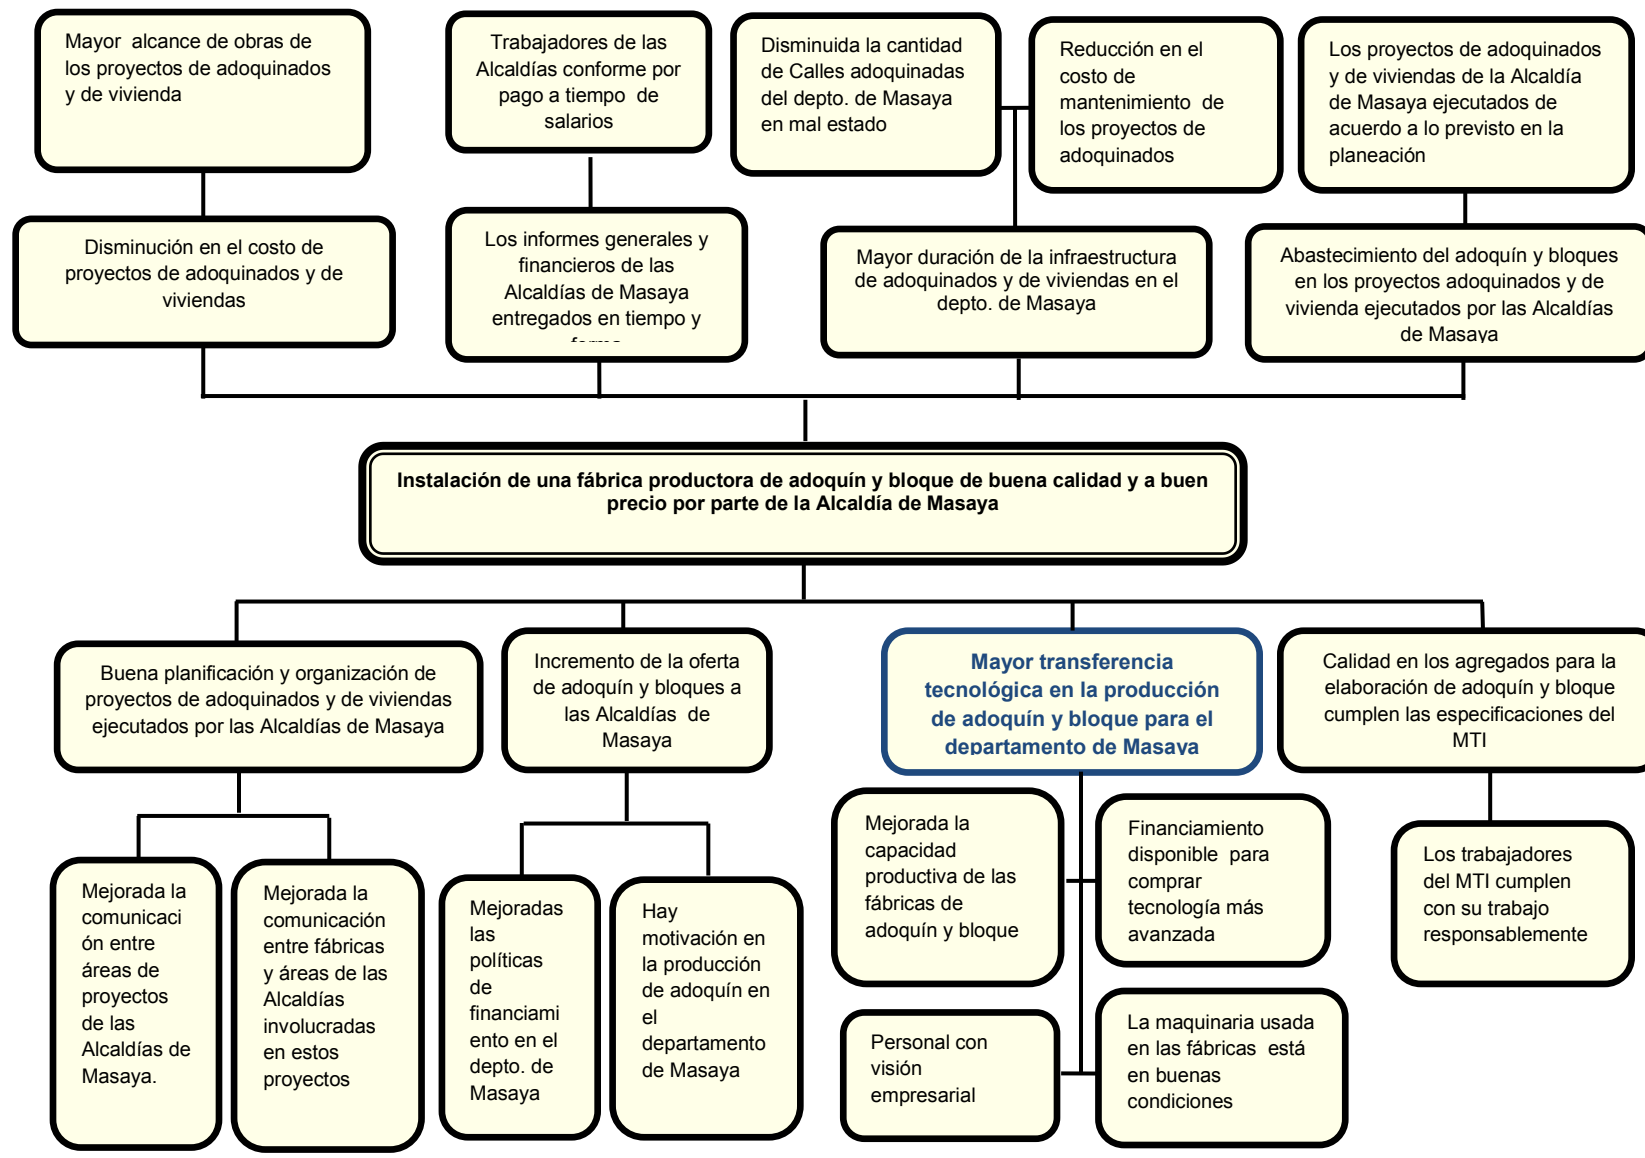 Mayor alcance de obras de
los proyectos de adoquinados
y de vivienda
Trabajadores de las
Alcaldías conforme por
pago a tiempo de
salarios
Disminuida la cantidad
de Calles adoquinadas
del depto. de Masaya
en mal estado
Reducción en el
costo de
mantenimiento de
los proyectos de
adoquinados
Los proyectos de adoquinados
y de viviendas de la Alcaldía
de Masaya ejecutados de
acuerdo a lo previsto en la
planeación
Disminución en el costo de
proyectos de adoquinados y de
viviendas
Los informes generales y
financieros de las
Alcaldías de Masaya
entregados en tiempo y
forma
Mayor duración de la infraestructura
de adoquinados y de viviendas en el
depto. de Masaya
Abastecimiento del adoquín y bloques
en los proyectos adoquinados y de
vivienda ejecutados por las Alcaldías
de Masaya
Instalación de una fábrica productora de adoquín y bloque de buena calidad y a buen
precio por parte de la Alcaldía de Masaya
Buena planificación y organización de
proyectos de adoquinados y de viviendas
ejecutados por las Alcaldías de Masaya
Incremento de la oferta
de adoquín y bloques a
las Alcaldías de
Masaya
Mayor transferencia
tecnológica en la producción
de adoquín y bloque para el
departamento de Masaya
Calidad en los agregados para la
elaboración de adoquín y bloque
cumplen las especificaciones del
MTI
Mejorada la
comunicaci
ón entre
áreas de
proyectos
de las
Alcaldías de
Masaya.
Mejorada la
comunicación
entre fábricas
y áreas de las
Alcaldías
involucradas
en estos
proyectos
Mejoradas
las
políticas
de
financiami
ento en el
depto. de
Masaya
Hay
motivación en
la producción
de adoquín en
el
departamento
de Masaya
Mejorada la
capacidad
productiva de las
fábricas de
adoquín y bloque
Financiamiento
disponible para
comprar
tecnología más
avanzada
Personal con
visión
empresarial
La maquinaria usada
en las fábricas está
en buenas
condiciones
Los trabajadores
del MTI cumplen
con su trabajo
responsablemente